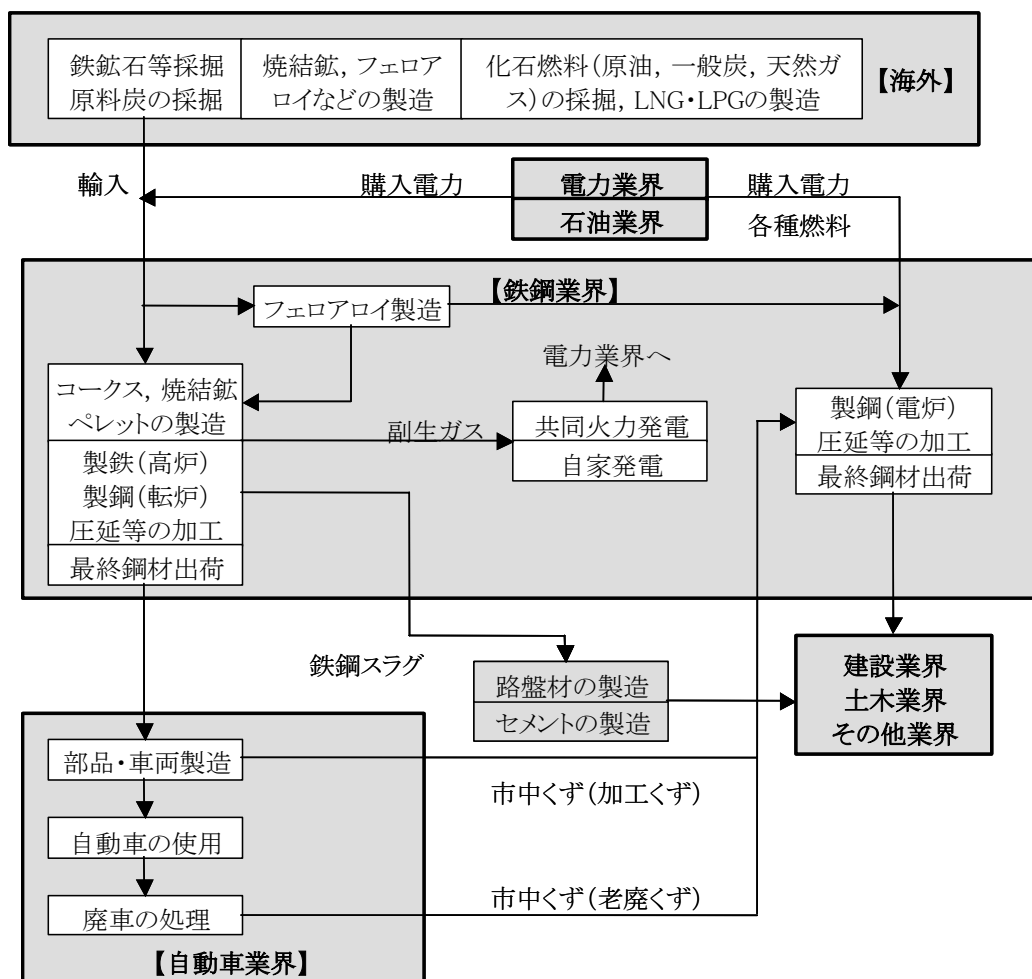 鉄鉱石等採掘
原料炭の採掘
焼結鉱, フェロア
ロイなどの製造
化石燃料(原油, 一般炭, 天然ガ
ス)の採掘, LNG・LPGの製造
【海外】
輸入
購入電力
電力業界
石油業界
購入電力
各種燃料
【鉄鋼業界】
フェロアロイ製造
電力業界へ
コークス, 焼結鉱
ペレットの製造
副生ガス
共同火力発電
自家発電
製鋼(電炉)
圧延等の加工
最終鋼材出荷
製鉄(高炉)
製鋼(転炉)
圧延等の加工
最終鋼材出荷
鉄鋼スラグ
路盤材の製造
セメントの製造
建設業界
土木業界
その他業界
部品・車両製造
市中くず(加工くず)
自動車の使用
市中くず(老廃くず)
廃車の処理
【自動車業界】